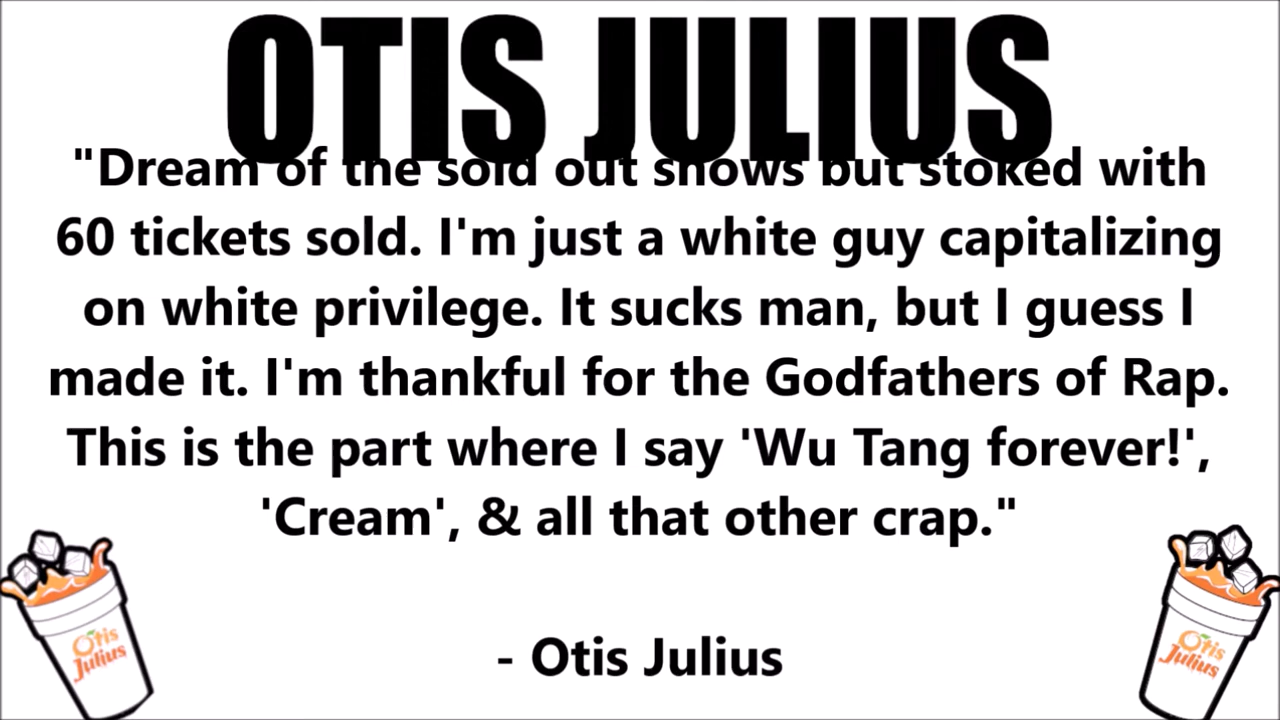 OTIS JULIUS
"Dream of the sold out shows but stoked with
60 tickets sold. I'm just a white guy capitalizing
on white privilege. It sucks man, but I guess I
made it. I'm thankful for the Godfathers of Rap.
This is the part where I say 'Wu Tang forever!',
'Cream', & all that other crap."
- Otis Julius
Otis
Julius
Otis
Julius